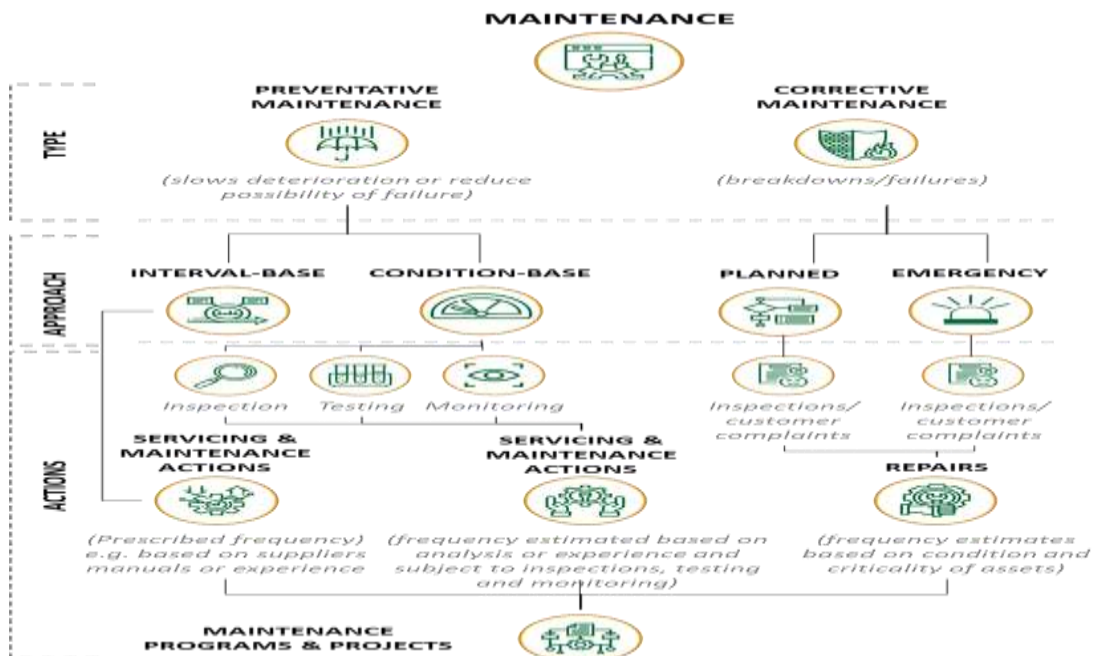 MAINTENANCE
PREVENTATIVE
MAINTENANCE
CORRECTIVE
MAINTENANCE
TYPE
(slows deterioration or reduce
possibility of failure)
(breakdowns/failures)
APPROACH
INTERVAL-BASE
CONDITION-BASE
PLANNED
EMERGENCY
ACTIONS
Inspection
Testing
Monitoring
Inspections/
customer
complaints
Inspections/
customer
complaints
SERVICING &
MAINTENANCE
ACTIONS
SERVICING &
MAINTENANCE
ACTIONS
REPAIRS
(Prescribed frequency)
e.g. based on suppliers
manuals or experience
(frequency estimated based on
analysis or experience and
subject to inspections, testing
and monitoring)
(frequency estimates
based on condition and
criticality of assets)
MAINTENANCE
PROGRAMS & PROJECTS